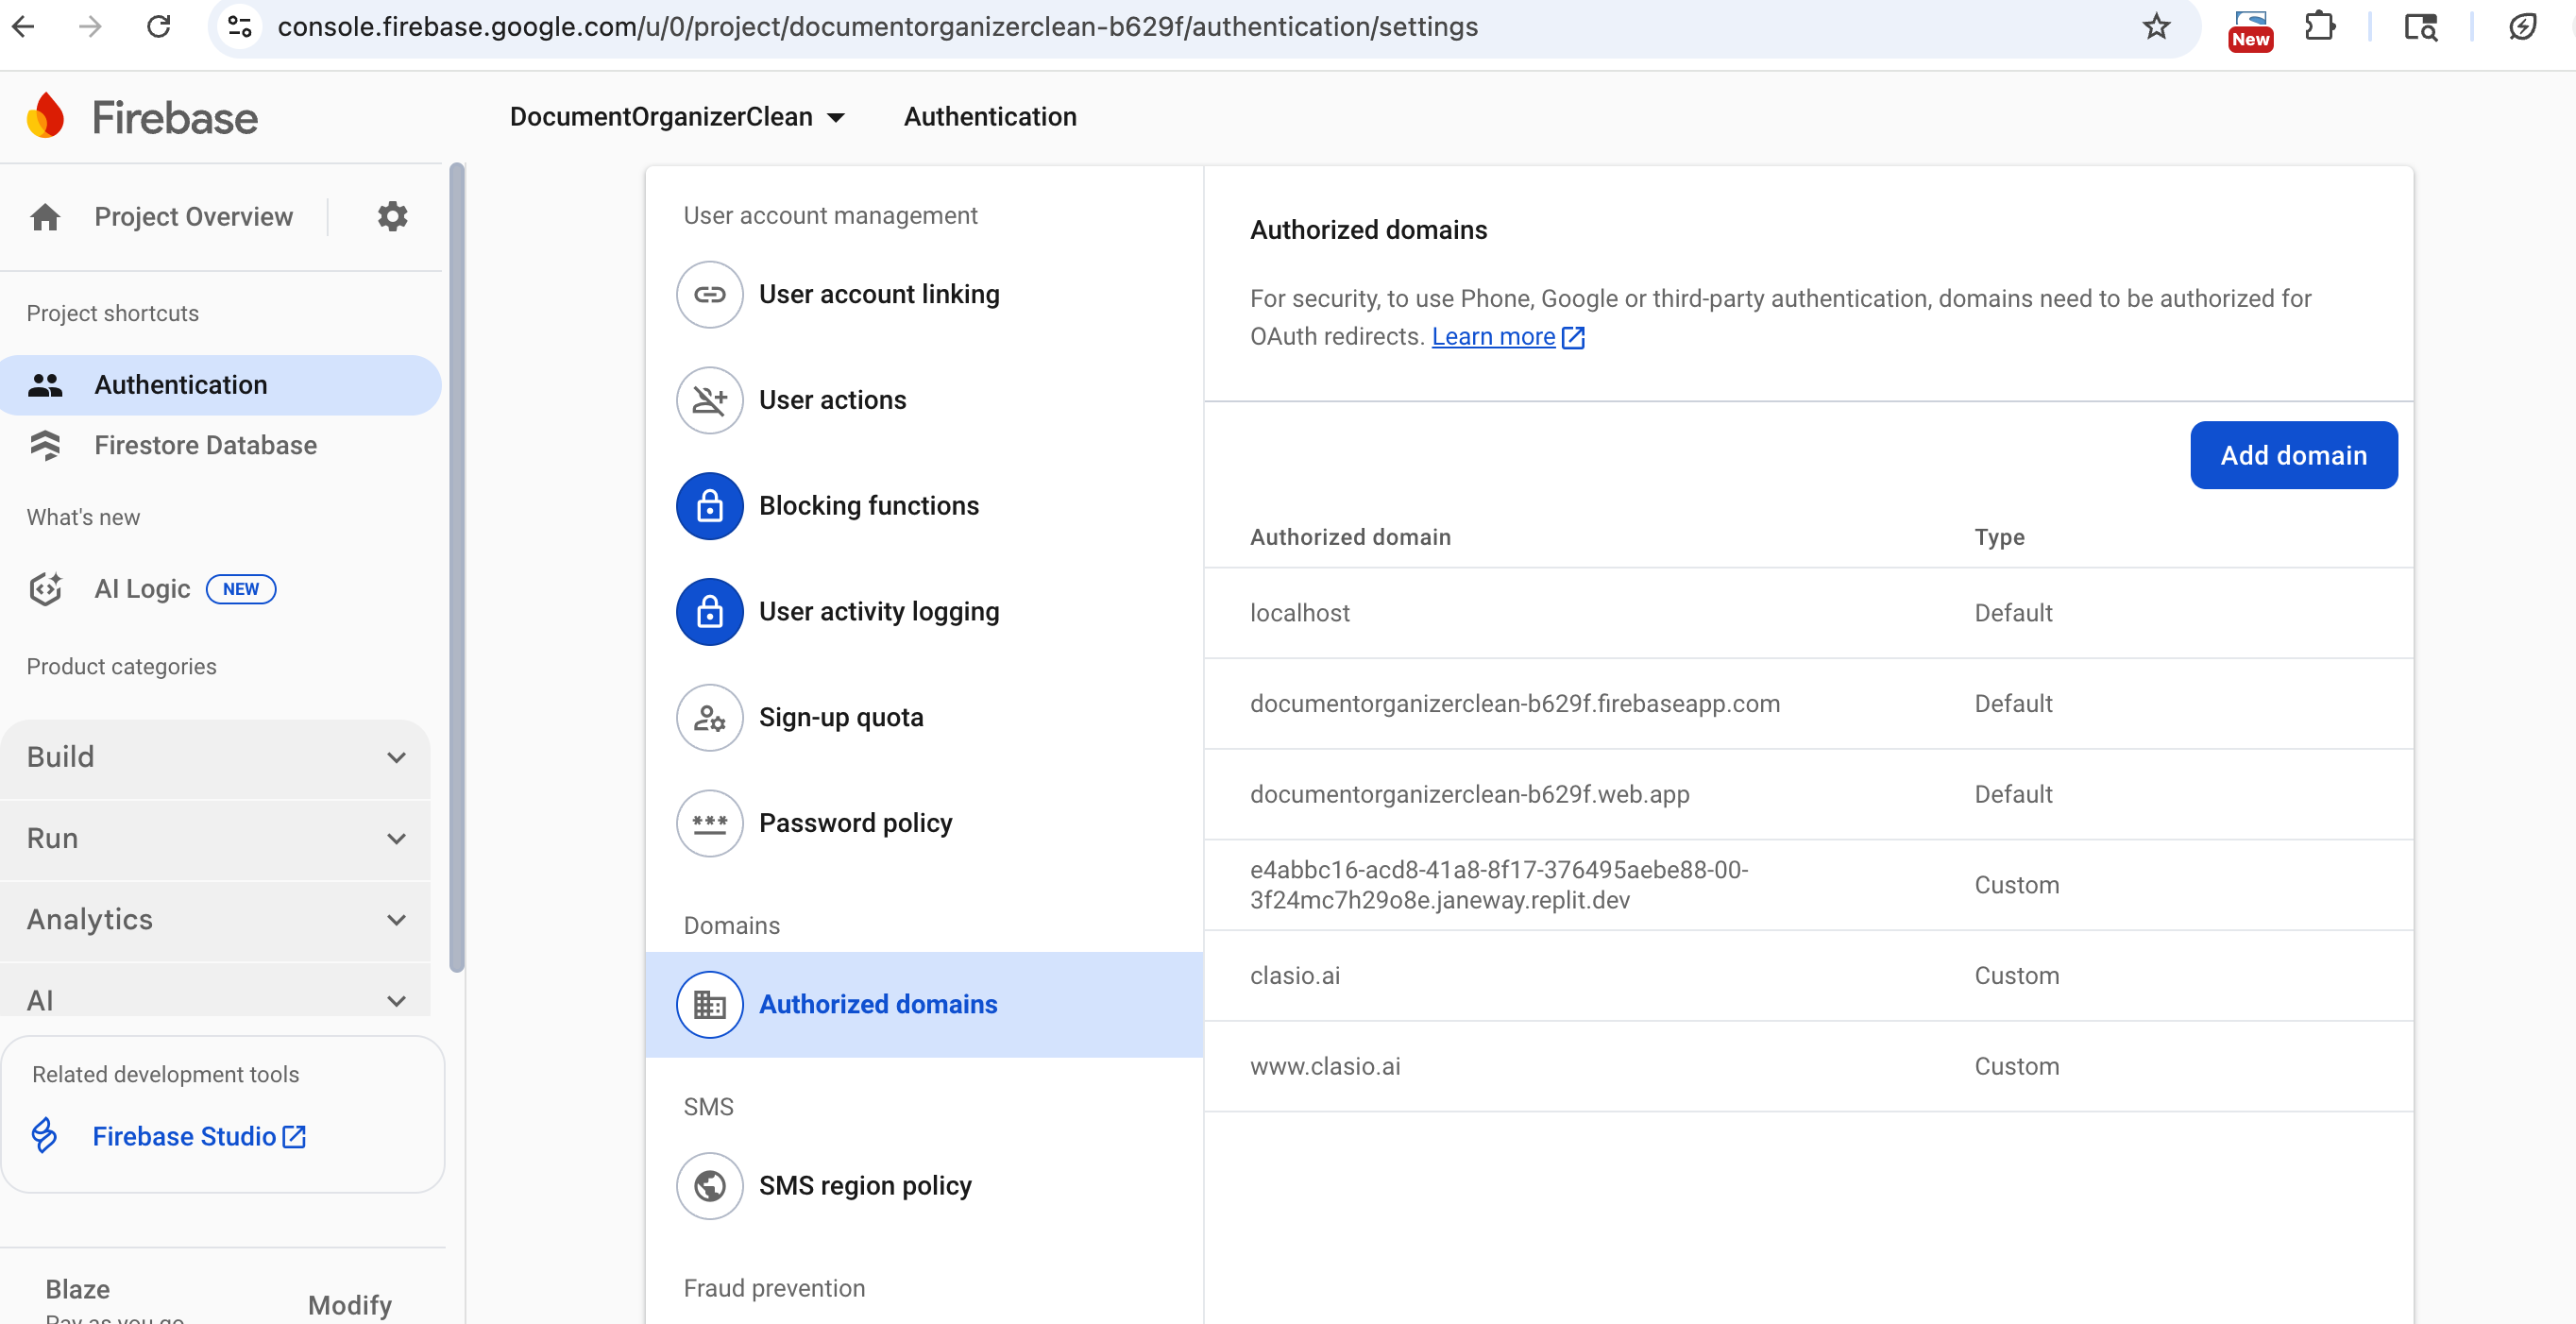 console.firebase.google.com/u/0/project/documentorganizerclean-b629f/authentication/settings
New
Firebase
DocumentOrganizerClean
Authentication
Project Overview
Project shortcuts
Authentication
Firestore Database
What's new
AI Logic NEW
Product categories
Build
Run
Analytics
AI
Related development tools
Firebase Studio
Blaze
Pay as you go
Modify
User account management
User account linking
User actions
Blocking functions
User activity logging
Sign-up quota
Password policy
Domains
Authorized domains
SMS
SMS region policy
Fraud prevention
Authorized domains
For security, to use Phone, Google or third-party authentication, domains need to be authorized for
OAuth redirects. Learn more
Add domain
Authorized domain Type
localhost Default
documentorganizerclean-b629f.firebaseapp.com Default
documentorganizerclean-b629f.web.app Default
e4abbc16-acd8-41a8-8f17-376495aebe88-00-
3f24mc7h29o8e.janeway.replit.dev Custom
clasio.ai Custom
www.clasio.ai Custom